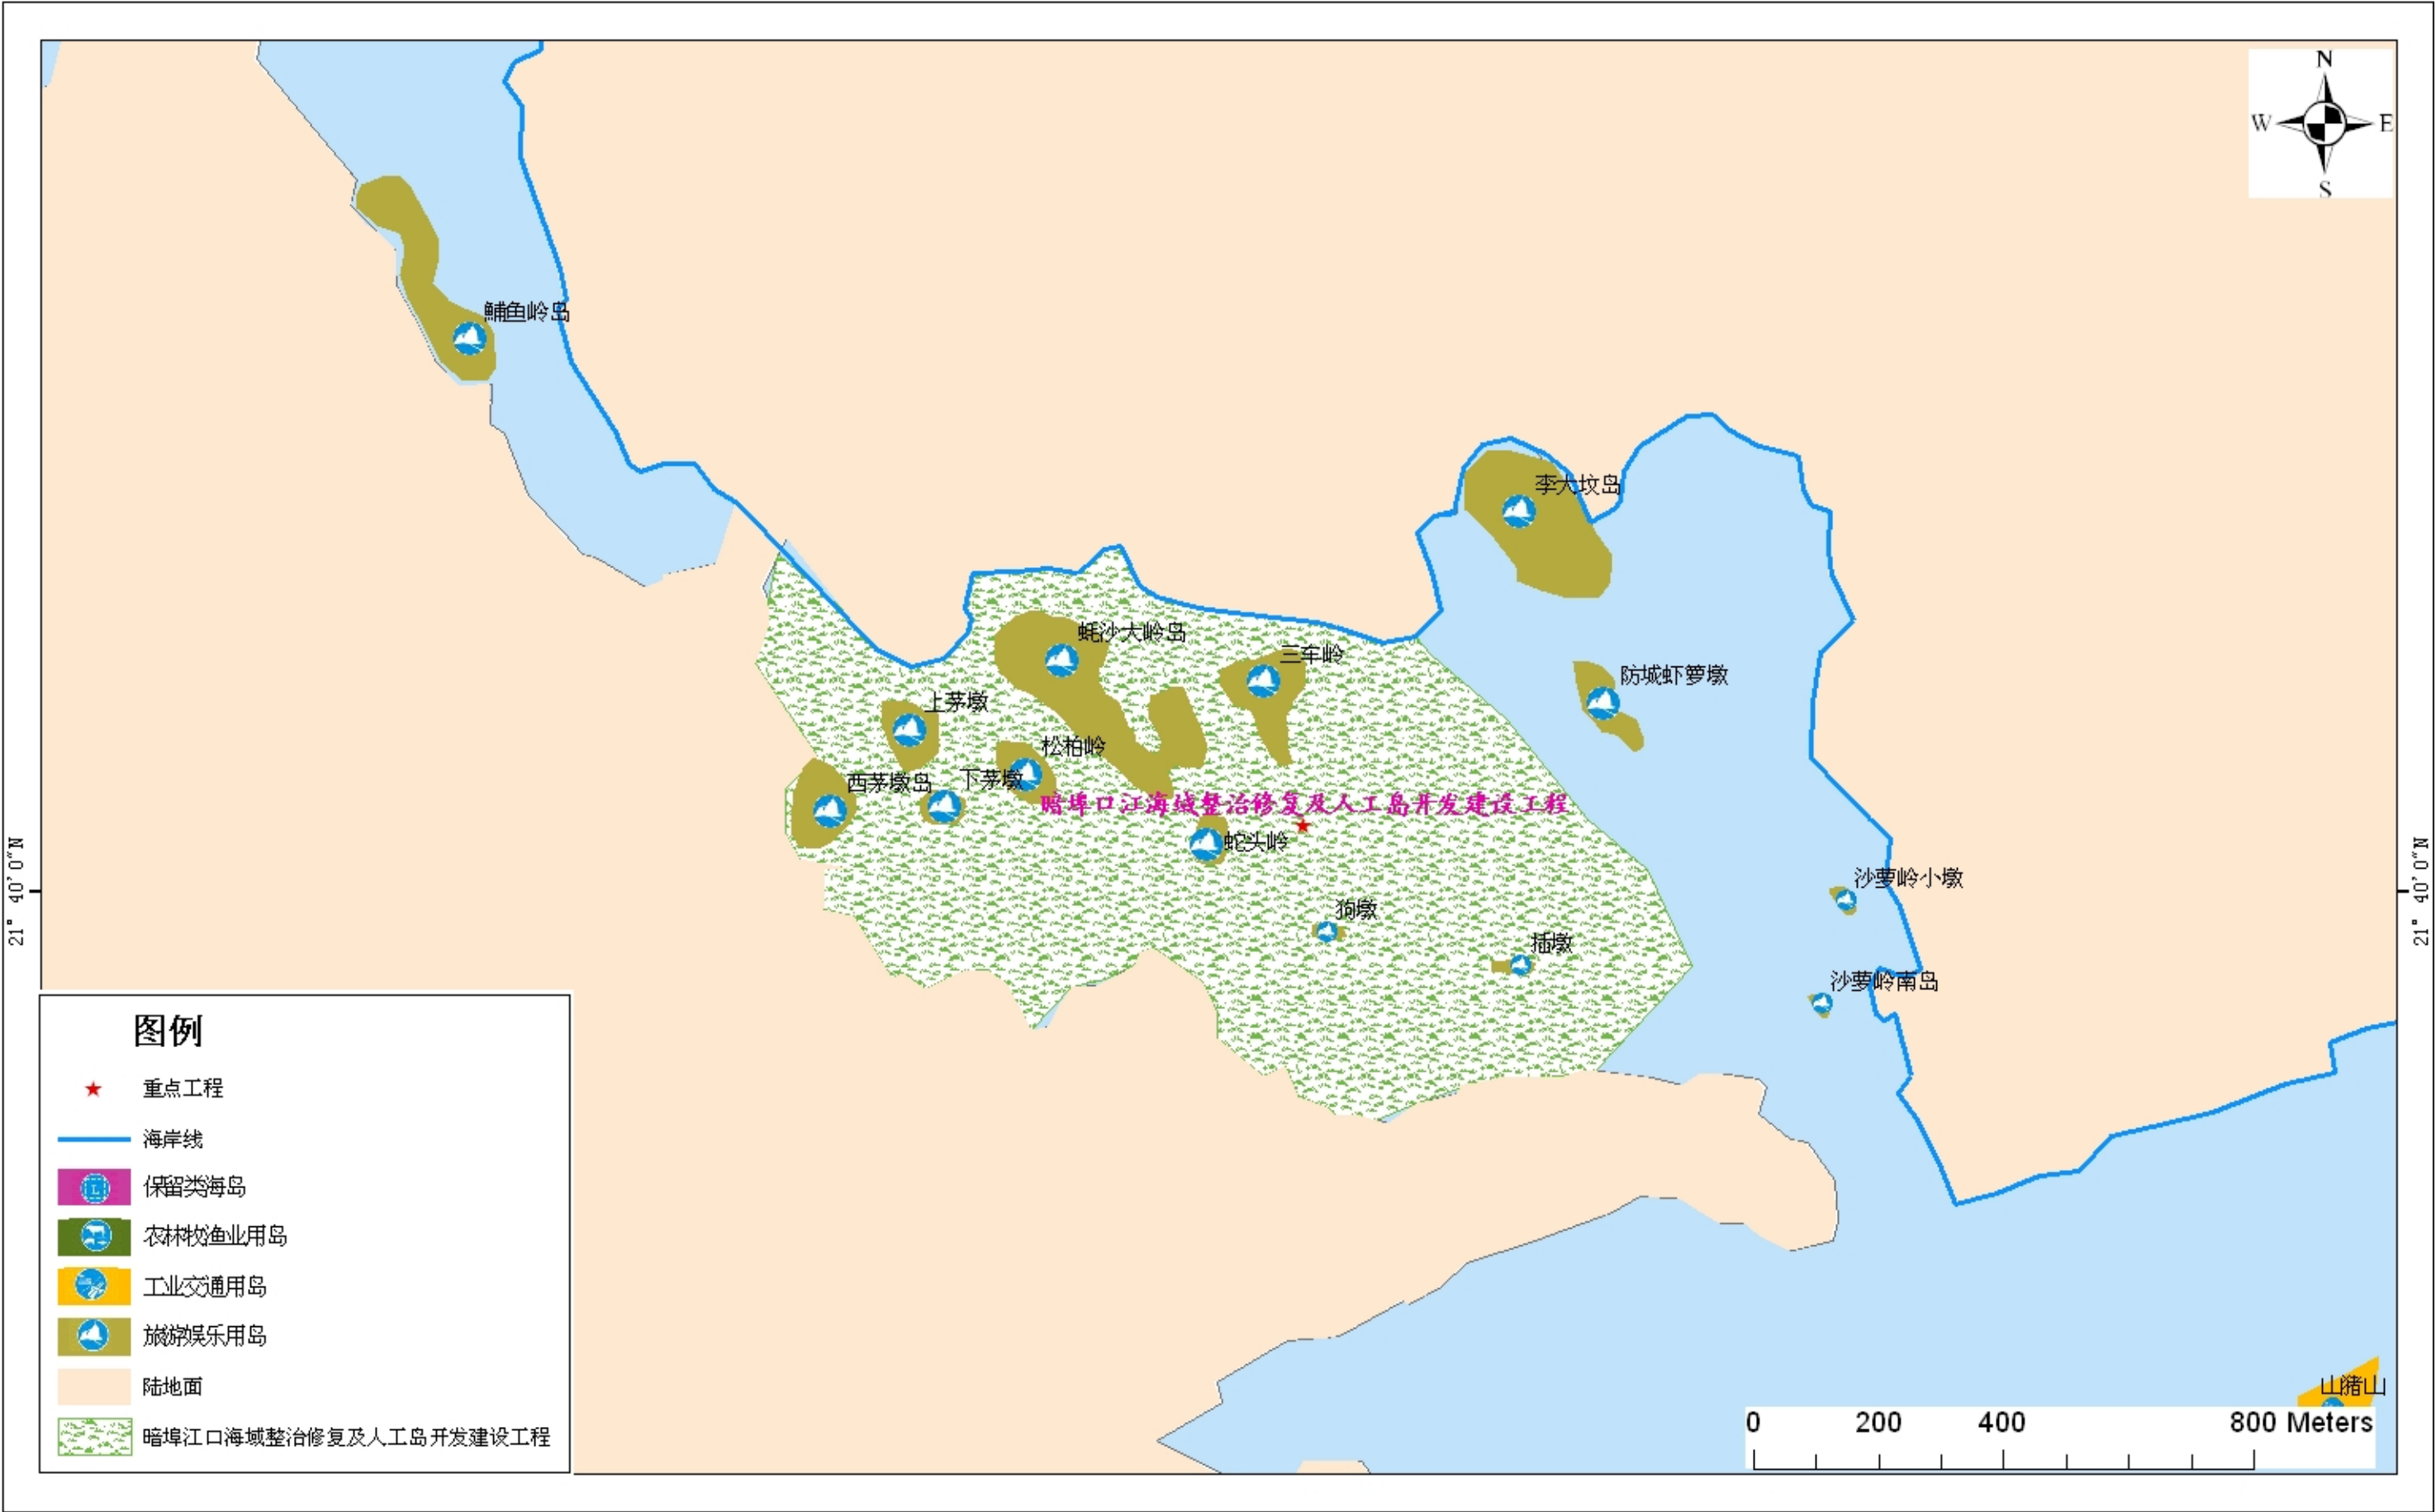 N
W
E
S
鯆鱼岭岛
李大坟岛
蚝沙大岭岛
三车岭
防城虾箩墩
上茅墩
松柏岭
西茅墩岛
下茅墩
暗埠口江海域整治修复及人工岛开发建设工程
蛇头岭
沙萝岭小墩
狗墩
插墩
沙萝岭南岛
21° 40' 0"N
21° 40' 0"N
图例
重点工程
海岸线
L
保留类海岛
农林牧渔业用岛
工业交通用岛
旅游娱乐用岛
陆地面
暗埠江口海域整治修复及人工岛开发建设工程
山猪山
0 200 400 800 Meters